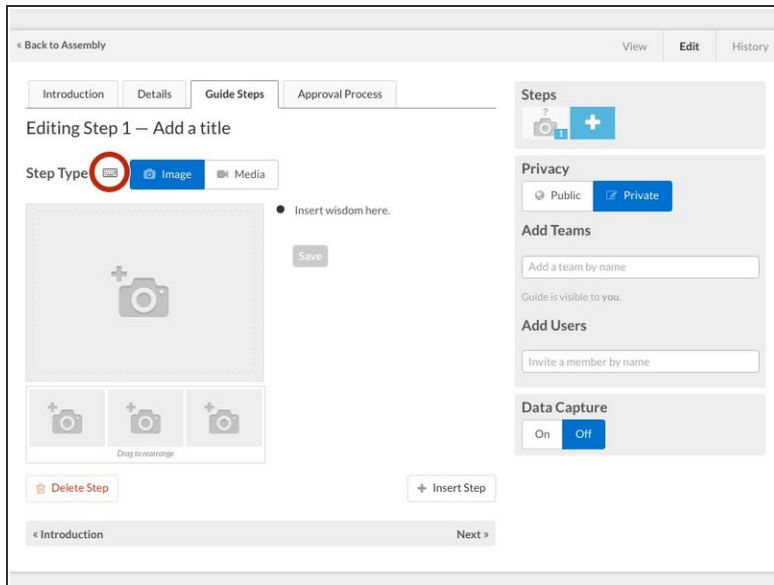 « Back to Assembly
View Edit History
Introduction Details Guide Steps Approval Process
Editing Step 1 — Add a title
Step Type Image Media
Insert wisdom here.
Save
Drag to rearrange
Delete Step
Insert Step
« Introduction Next »
Steps
?
1
Privacy
Public Private
Add Teams
Add a team by name
Guide is visible to you.
Add Users
Invite a member by name
Data Capture
On Off